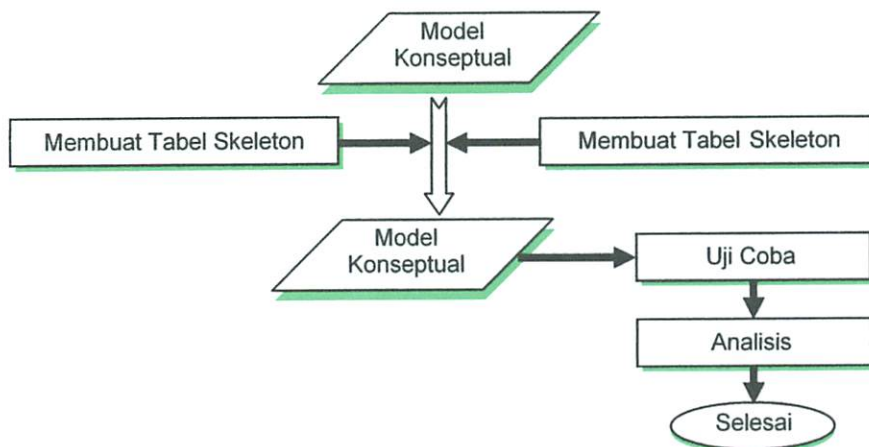 Model
Konseptual
Membuat Tabel Skeleton
Membuat Tabel Skeleton
Model
Konseptual
Uji Coba
Analisis
Selesai